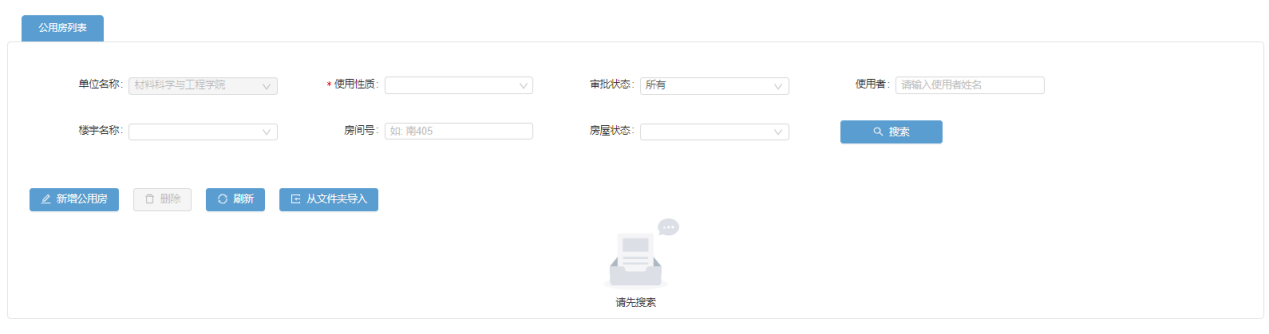 公用房列表
单位名称: 材料科学与工程学院 * 使用性质: 审批状态: 所有 使用者: 请输入使用者姓名
楼宇名称: 房间号: 如: 南405 房屋状态: 搜索
新增公用房 删除 刷新 从文件夹导入
请先搜索